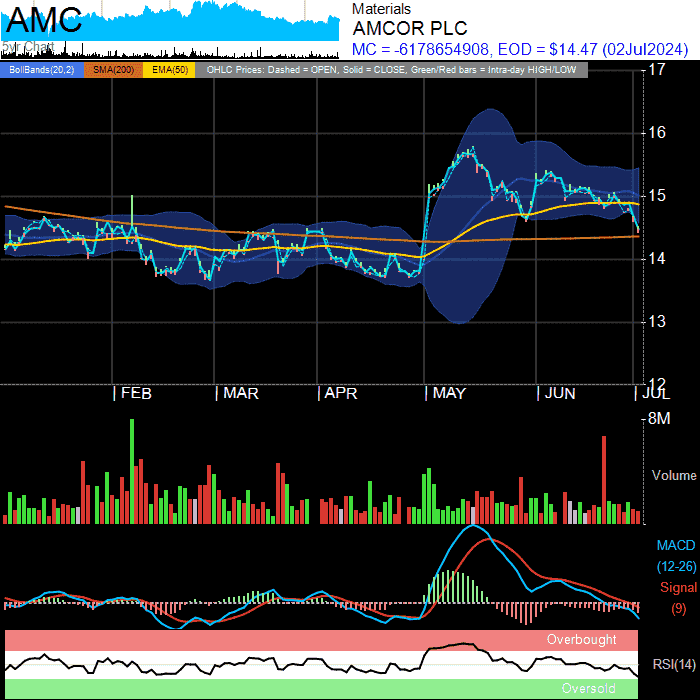 AMC
5yr Chart
Materials
AMCOR PLC
MC = -6178654908, EOD = $14.47 (02Jul2024)
BollBands(20,2) SMA(200) EMA(50) OHLC Prices: Dashed = OPEN, Solid = CLOSE, Green/Red bars = Intra-day HIGH/LOW
17
16
15
14
13
12
FEB MAR APR MAY JUN JUL
8M
Volume
MACD
(12-26)
Signal
(9)
Overbought
RSI(14)
Oversold